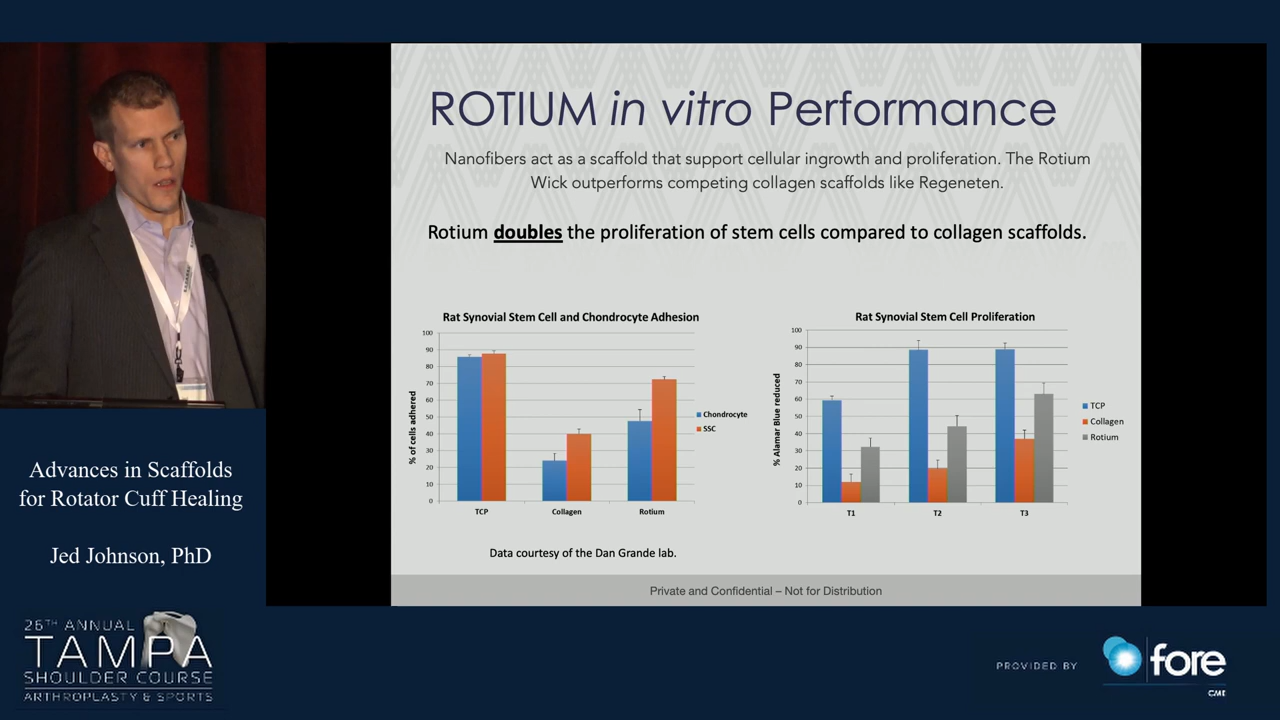 ROTIUM in vitro Performance
Nanofibers act as a scaffold that support cellular ingrowth and proliferation. The Rotium
Wick outperforms competing collagen scaffolds like Regeneten.
Rotium doubles the proliferation of stem cells compared to collagen scaffolds.
Rat Synovial Stem Cell and Chondrocyte Adhesion
% of cells adhered
100
90
80
70
60
50
40
30
20
10
0
TCP
Collagen
Rotium
Chondrocyte
SSC
Rat Synovial Stem Cell Proliferation
% Alamar Blue reduced
100
90
80
70
60
50
40
30
20
10
0
T1
T2
T3
TCP
Collagen
Rotium
Data courtesy of the Dan Grande lab.
Private and Confidential – Not for Distribution
Advances in Scaffolds
for Rotator Cuff Healing
Jed Johnson, PhD
26TH ANNUAL
TAMPA
SHOULDER COURSE
ARTHROPLASTY & SPORTS
PROVIDED BY
fore
CME